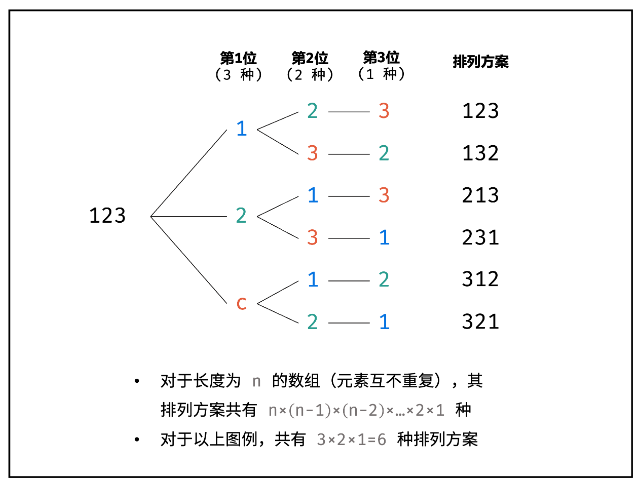 第1位 第2位 第3位 排列方案
(3 种) (2 种) (1 种)
2 3 123
1
3 2 132
1 3 213
123 2
3 1 231
1 2 312
c
2 1 321
• 对于长度为 n 的数组（元素互不重复），其
排列方案共有 n×(n-1)×(n-2)×…×2×1 种
• 对于以上图例，共有 3×2×1=6 种排列方案